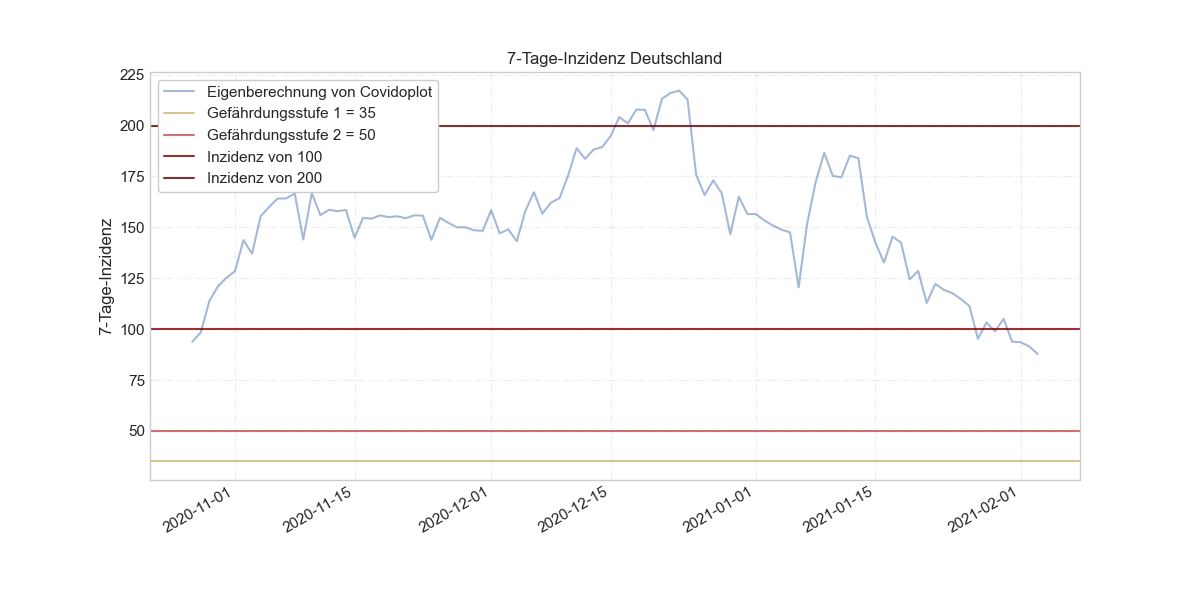 7-Tage-Inzidenz Deutschland
225
200
175
150
125
100
75
50
7-Tage-Inzidenz
Eigenberechnung von Covidoplot
Gefährdungsstufe 1 = 35
Gefährdungsstufe 2 = 50
Inzidenz von 100
Inzidenz von 200
2020-11-01
2020-11-15
2020-12-01
2020-12-15
2021-01-01
2021-01-15
2021-02-01